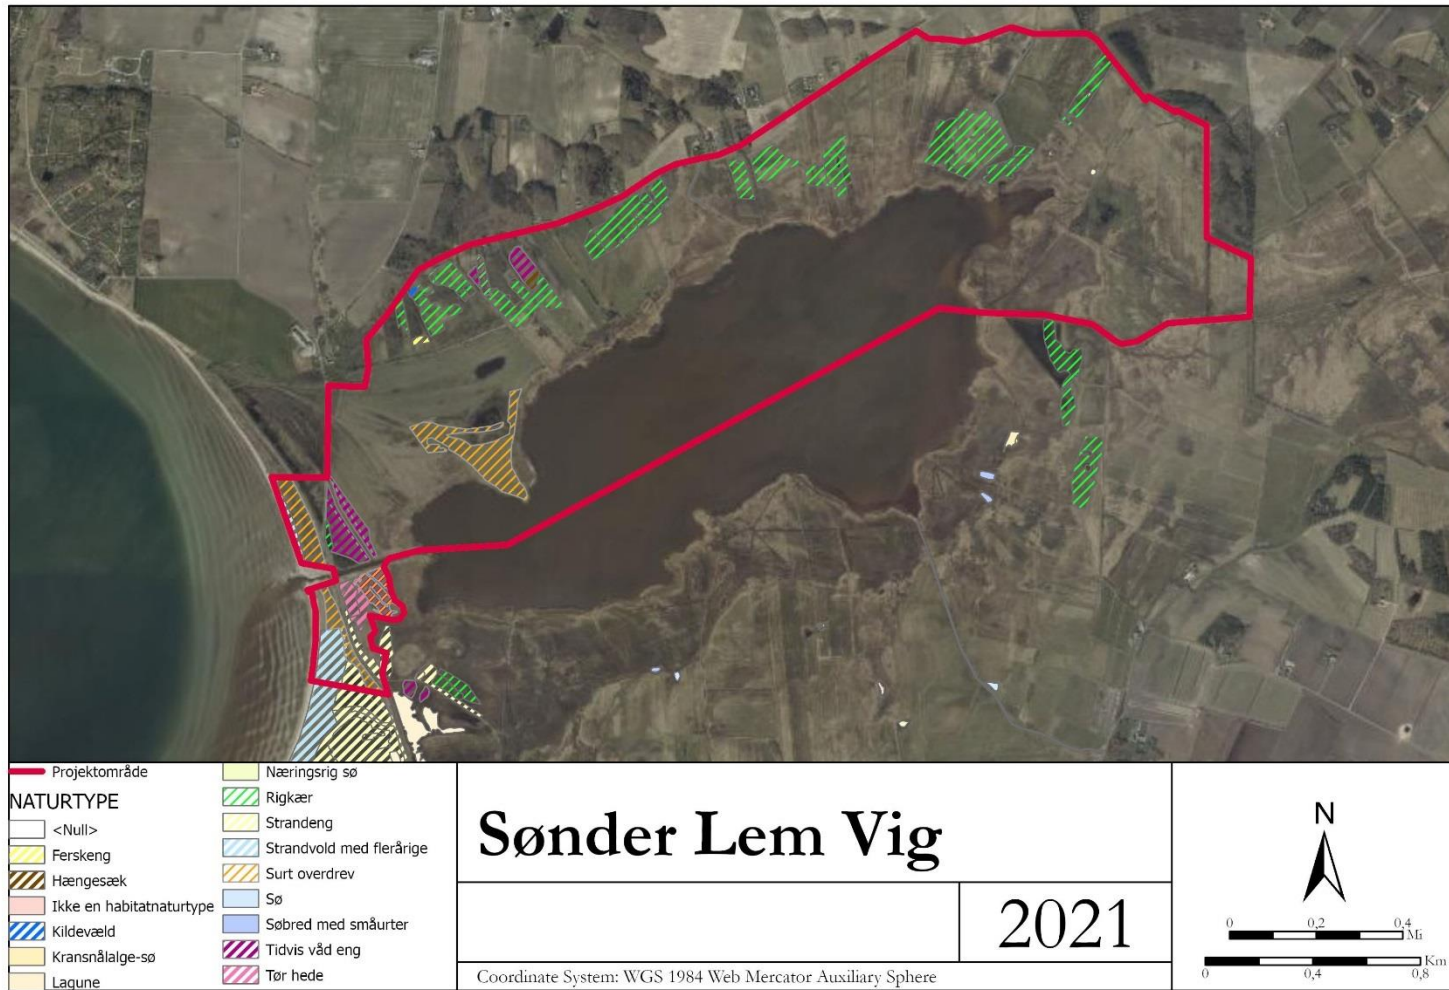 Projektområde
NATURTYPE
<Null>
Ferskeng
Hængesæk
Ikke en habitatnaturtype
Kildevæld
Kransnålalge-sø
Lagune
Næringsrig sø
Rigkær
Strandeng
Strandvold med flerårige
Surt overdrev
Sø
Søbred med småurter
Tidvis våd eng
Tør hede
Sønder Lem Vig
2021
Coordinate System: WGS 1984 Web Mercator Auxiliary Sphere
N
0 0,2 0,4
Mi
Km
0 0,4 0,8